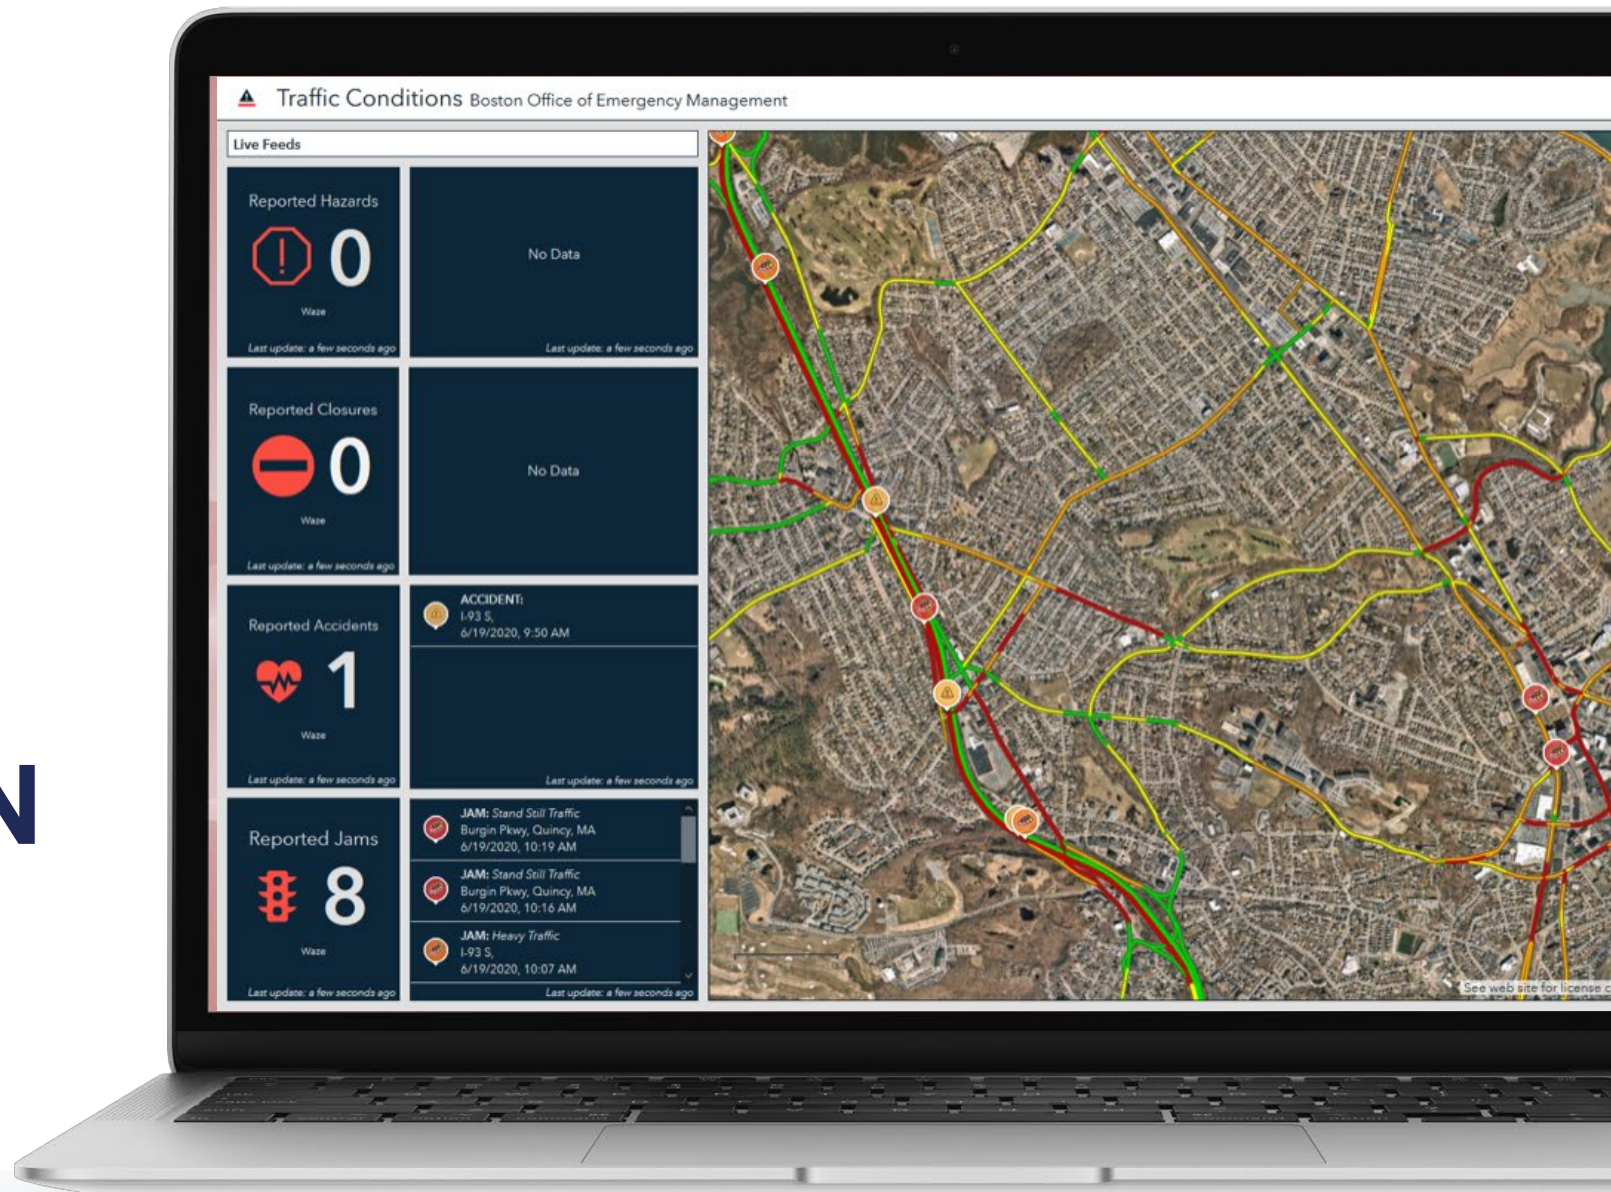 N
Traffic Conditions Boston Office of Emergency Management
Live Feeds
Reported Hazards
0
Waze
Last update: a few seconds ago
No Data
Last update: a few seconds ago
Reported Closures
0
Waze
Last update: a few seconds ago
No Data
Reported Accidents
1
Waze
Last update: a few seconds ago
ACCIDENT:
I-93 S,
6/19/2020, 9:50 AM
Last update: a few seconds ago
Reported Jams
8
Waze
Last update: a few seconds ago
JAM: Stand Still Traffic
Burgin Pkwy, Quincy, MA
6/19/2020, 10:19 AM
JAM: Stand Still Traffic
Burgin Pkwy, Quincy, MA
6/19/2020, 10:16 AM
JAM: Heavy Traffic
I-93 S,
6/19/2020, 10:07 AM
Last update: a few seconds ago
See web site for license c